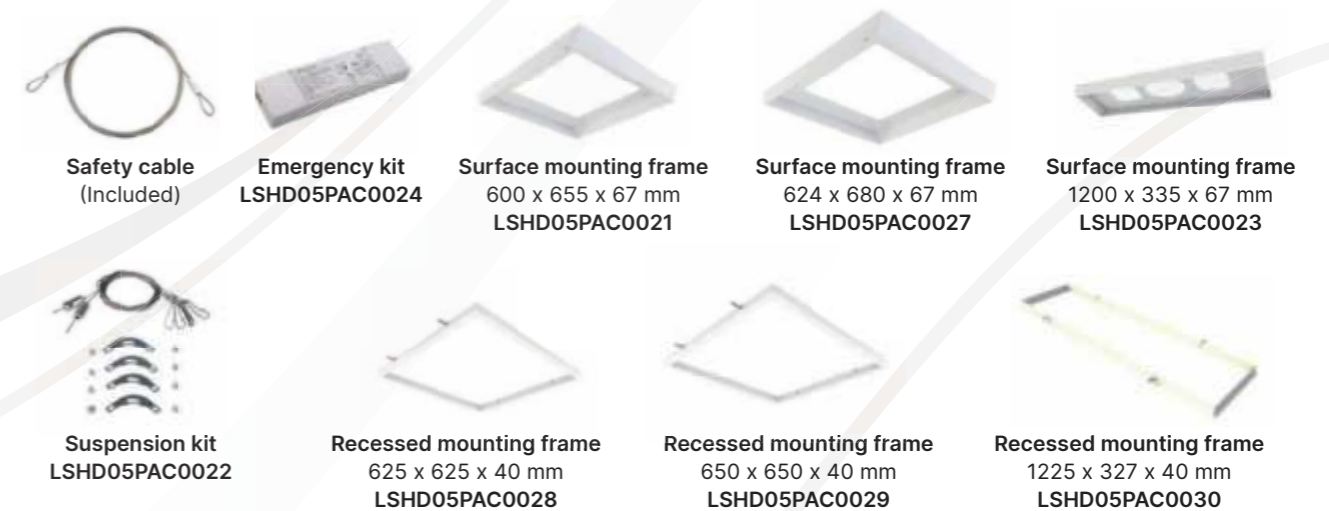 Safety cable
(Included)
Emergency kit
LSHD05PAC0024
Surface mounting frame
600 x 655 x 67 mm
LSHD05PAC0021
Surface mounting frame
624 x 680 x 67 mm
LSHD05PAC0027
Surface mounting frame
1200 x 335 x 67 mm
LSHD05PAC0023
Suspension kit
LSHD05PAC0022
Recessed mounting frame
625 x 625 x 40 mm
LSHD05PAC0028
Recessed mounting frame
650 x 650 x 40 mm
LSHD05PAC0029
Recessed mounting frame
1225 x 327 x 40 mm
LSHD05PAC0030